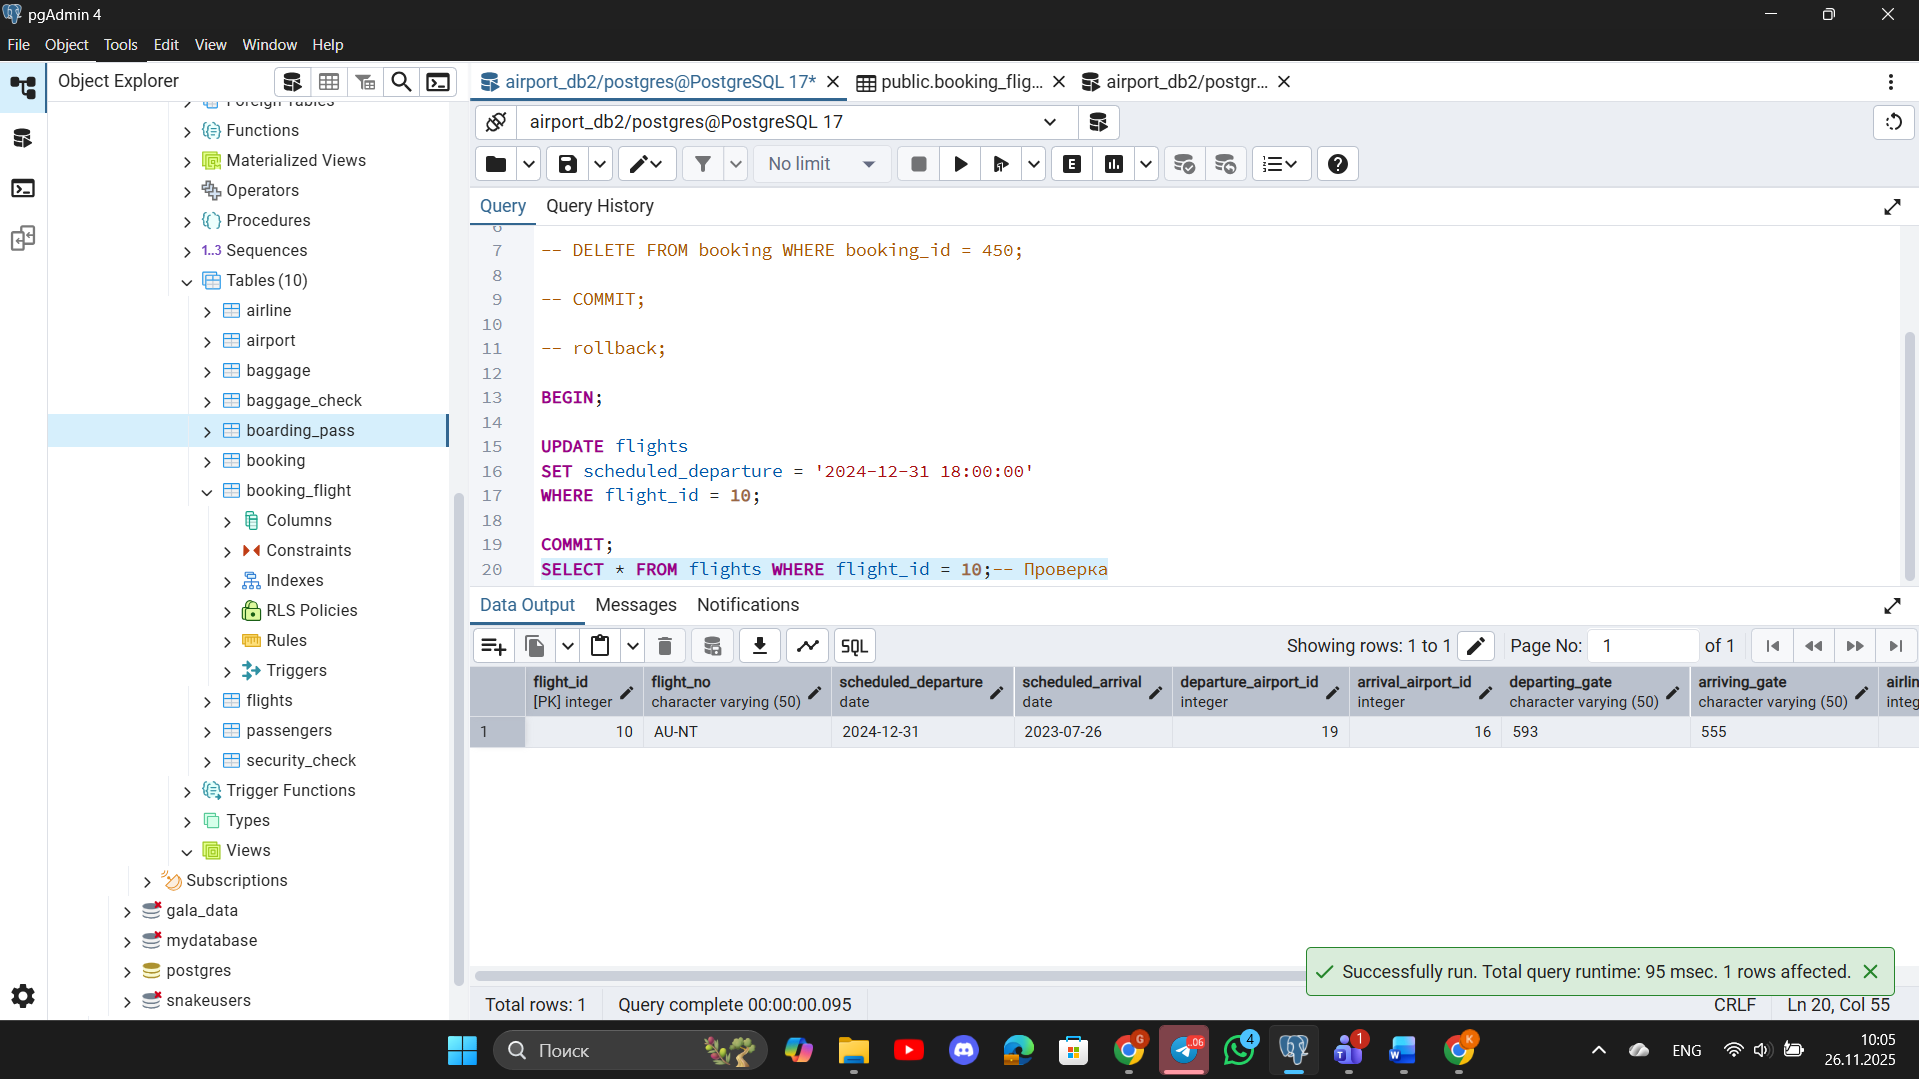 pgAdmin 4
File Object Tools Edit View Window Help
Object Explorer
airport_db2/postgres@PostgreSQL 17*
public.booking_flig...
airport_db2/postgr...
Foreign Tables
Functions
Materialized Views
Operators
Procedures
1..3 Sequences
Tables (10)
airline
airport
baggage
baggage_check
boarding_pass
booking
booking_flight
Columns
Constraints
Indexes
RLS Policies
Rules
Triggers
flights
passengers
security_check
Trigger Functions
Types
Views
Subscriptions
gala_data
mydatabase
postgres
snakeusers
airport_db2/postgres@PostgreSQL 17
No limit
E
Query Query History
6
7 -- DELETE FROM booking WHERE booking_id = 450;
8
9 -- COMMIT;
10
11 -- rollback;
12
13 BEGIN;
14
15 UPDATE flights
16 SET scheduled_departure = '2024-12-31 18:00:00'
17 WHERE flight_id = 10;
18
19 COMMIT;
20 SELECT * FROM flights WHERE flight_id = 10;-- Проверка
Data Output Messages Notifications
SQL
Showing rows: 1 to 1
Page No: 1 of 1
flight_id scheduled_departure scheduled_arrival departure_airport_id arrival_airport_id departing_gate arriving_gate airlin
[PK] integer flight_no character varying (50) date date integer integer character varying (50) character varying (50) integ
1 10 AU-NT 2024-12-31 2023-07-26 19 16 593 555
Successfully run. Total query runtime: 95 msec. 1 rows affected.
Total rows: 1 Query complete 00:00:00.095 CRLF Ln 20, Col 55
Поиск
G
.06
4
1
W
K
ENG
10:05
26.11.2025